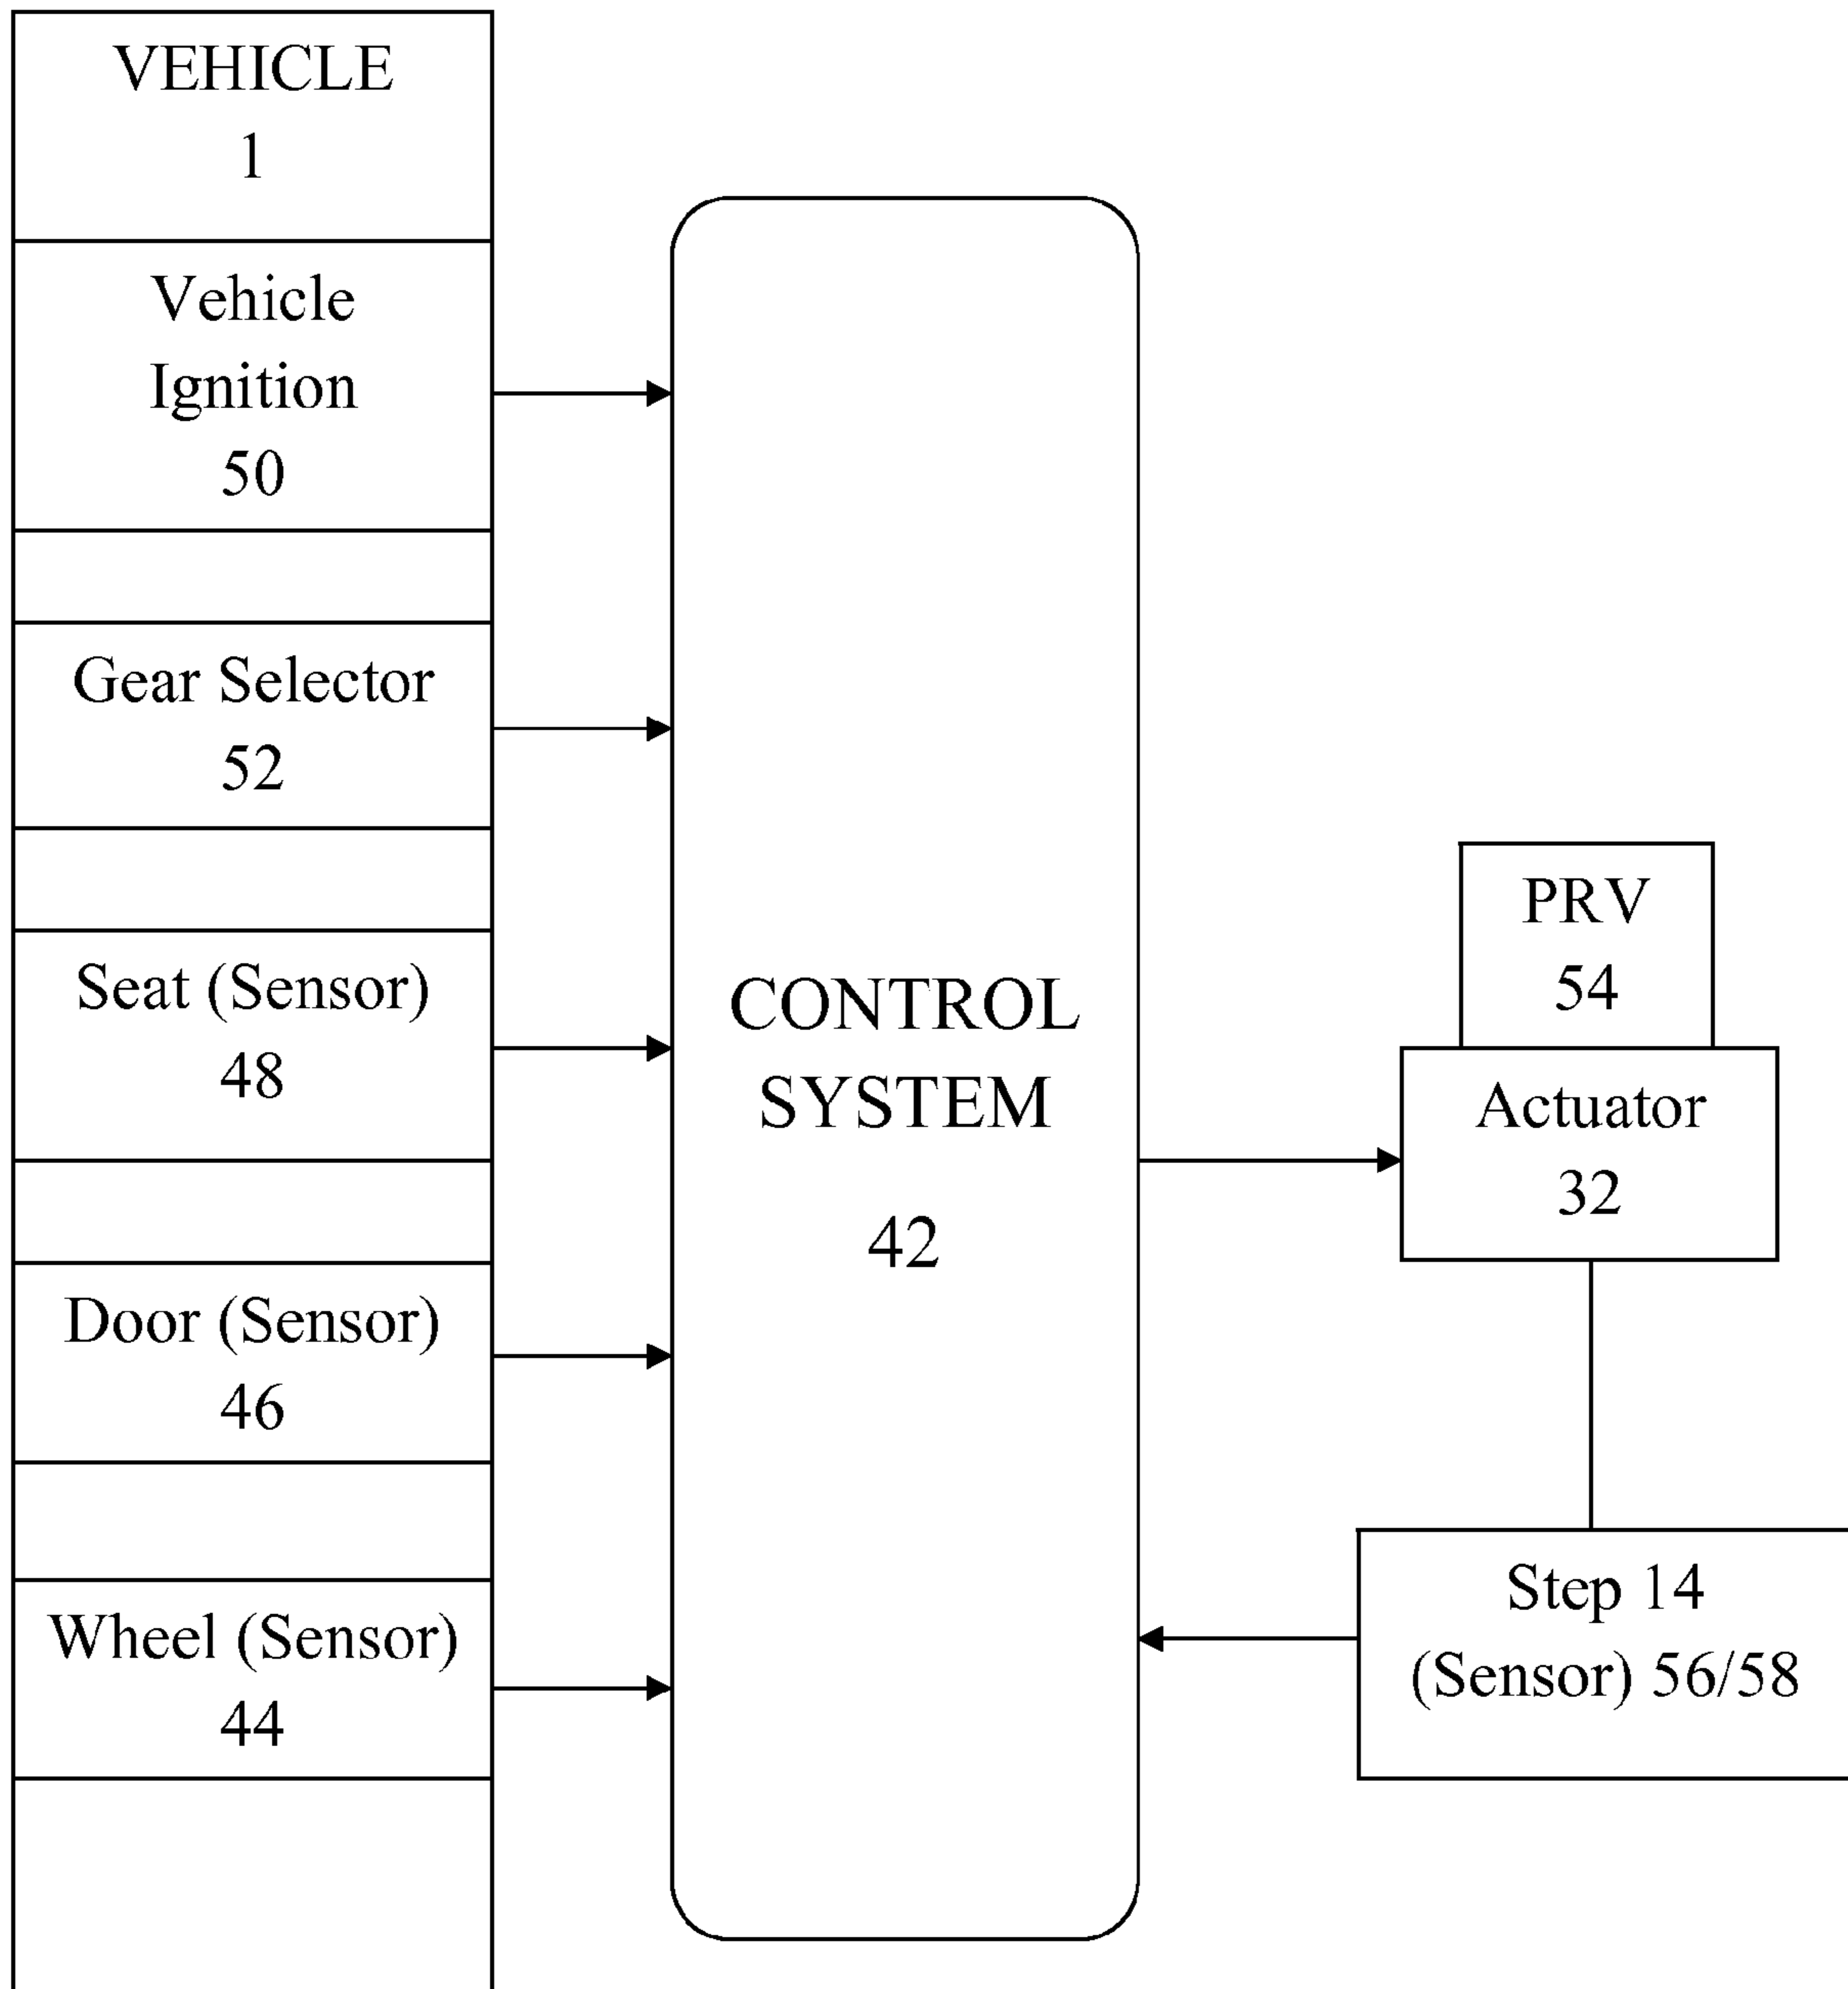 VEHICLE
1
Vehicle
Ignition
50
Gear Selector
52
Seat (Sensor)
48
Door (Sensor)
46
Wheel (Sensor)
44
CONTROL
SYSTEM
42
PRV
54
Actuator
32
Step 14
(Sensor) 56/58